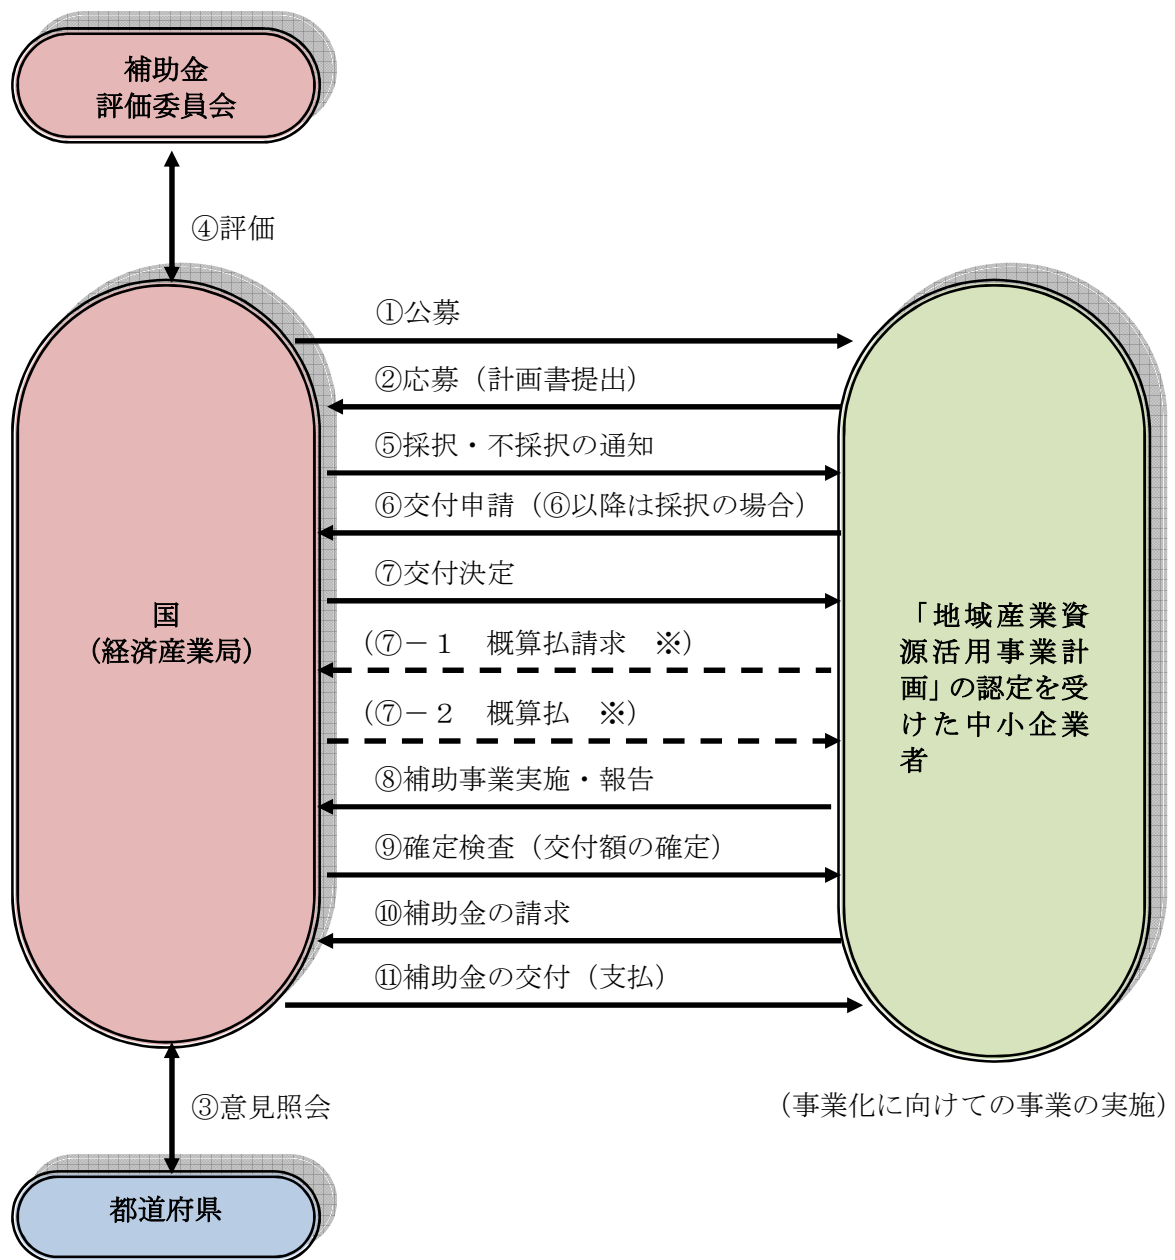 補助金
評価委員会
④評価
①公募
②応募（計画書提出）
⑤採択・不採択の通知
⑥交付申請（⑥以降は採択の場合）
⑦交付決定
（⑦－１　概算払請求　※）
（⑦－２　概算払　※）
⑧補助事業実施・報告
⑨確定検査（交付額の確定）
⑩補助金の請求
⑪補助金の交付（支払）
国
（経済産業局）
「地域産業資
源活用事業計
画」の認定を受
けた中小企業
者
③意見照会
（事業化に向けての事業の実施）
都道府県